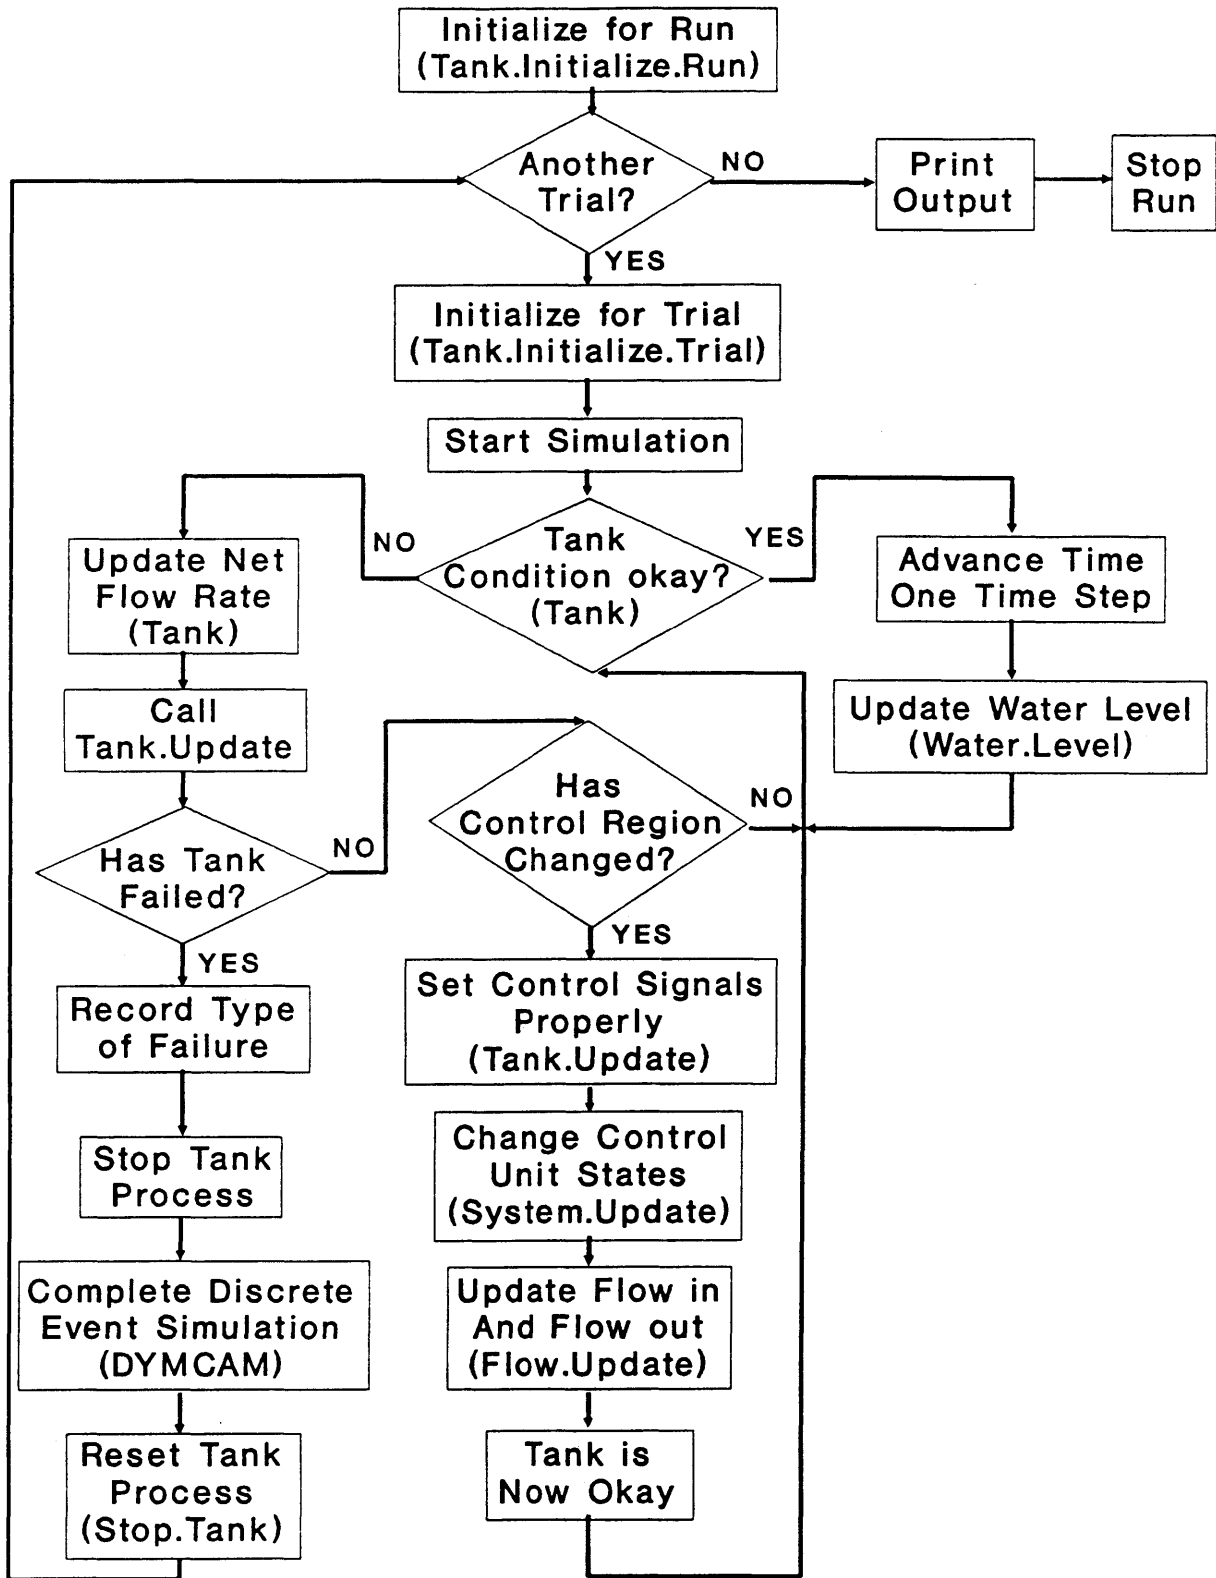 Initialize for Run
(Tank.Initialize.Run)
Another
Trial?
NO
Print
Output
Stop
Run
YES
Initialize for Trial
(Tank.Initialize.Trial)
Start Simulation
Tank
Condition okay?
(Tank)
NO
YES
Update Net
Flow Rate
(Tank)
Advance Time
One Time Step
Call
Tank.Update
Update Water Level
(Water.Level)
Has Tank
Failed?
NO
Has
Control Region
Changed?
NO
YES
YES
Record Type
of Failure
Set Control Signals
Properly
(Tank.Update)
Stop Tank
Process
Change Control
Unit States
(System.Update)
Complete Discrete
Event Simulation
(DYMCAM)
Update Flow in
And Flow out
(Flow.Update)
Reset Tank
Process
(Stop.Tank)
Tank is
Now Okay